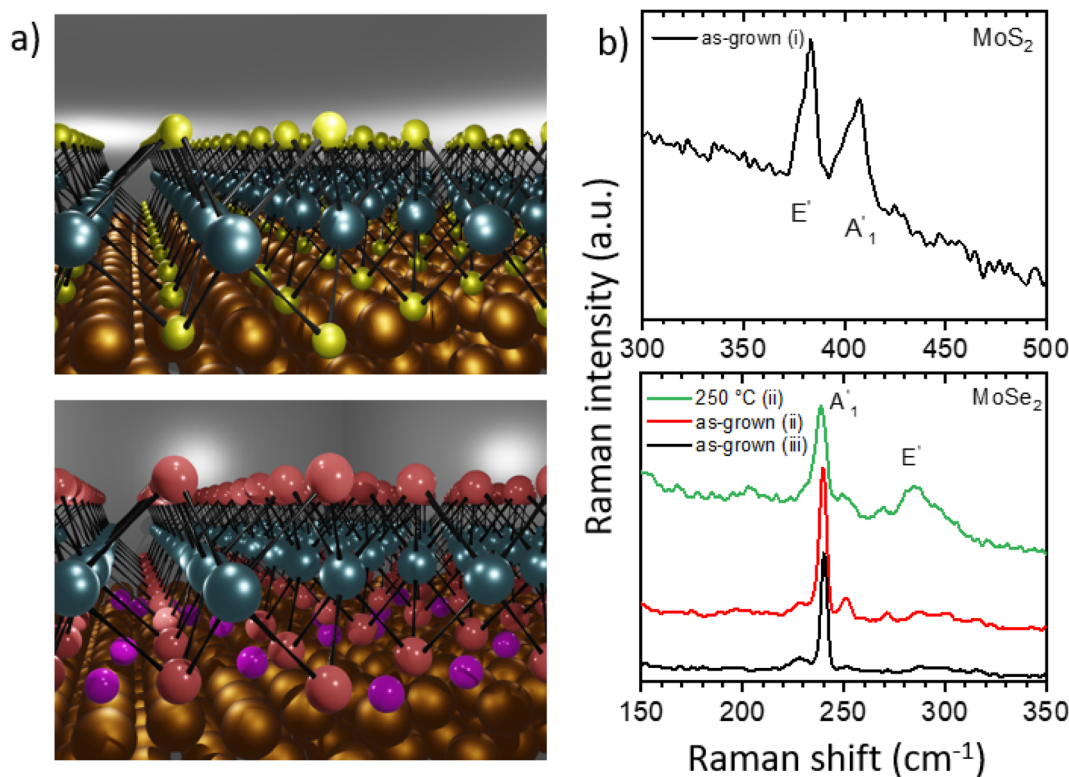 a)
b)
as-grown (i)
MoS₂
E'
A'₁
300 350 400 450 500
250 °C (ii)
as-grown (ii)
as-grown (iii)
A'₁
MoSe₂
E'
150 200 250 300 350
Raman intensity (a.u.)
Raman shift (cm⁻¹)